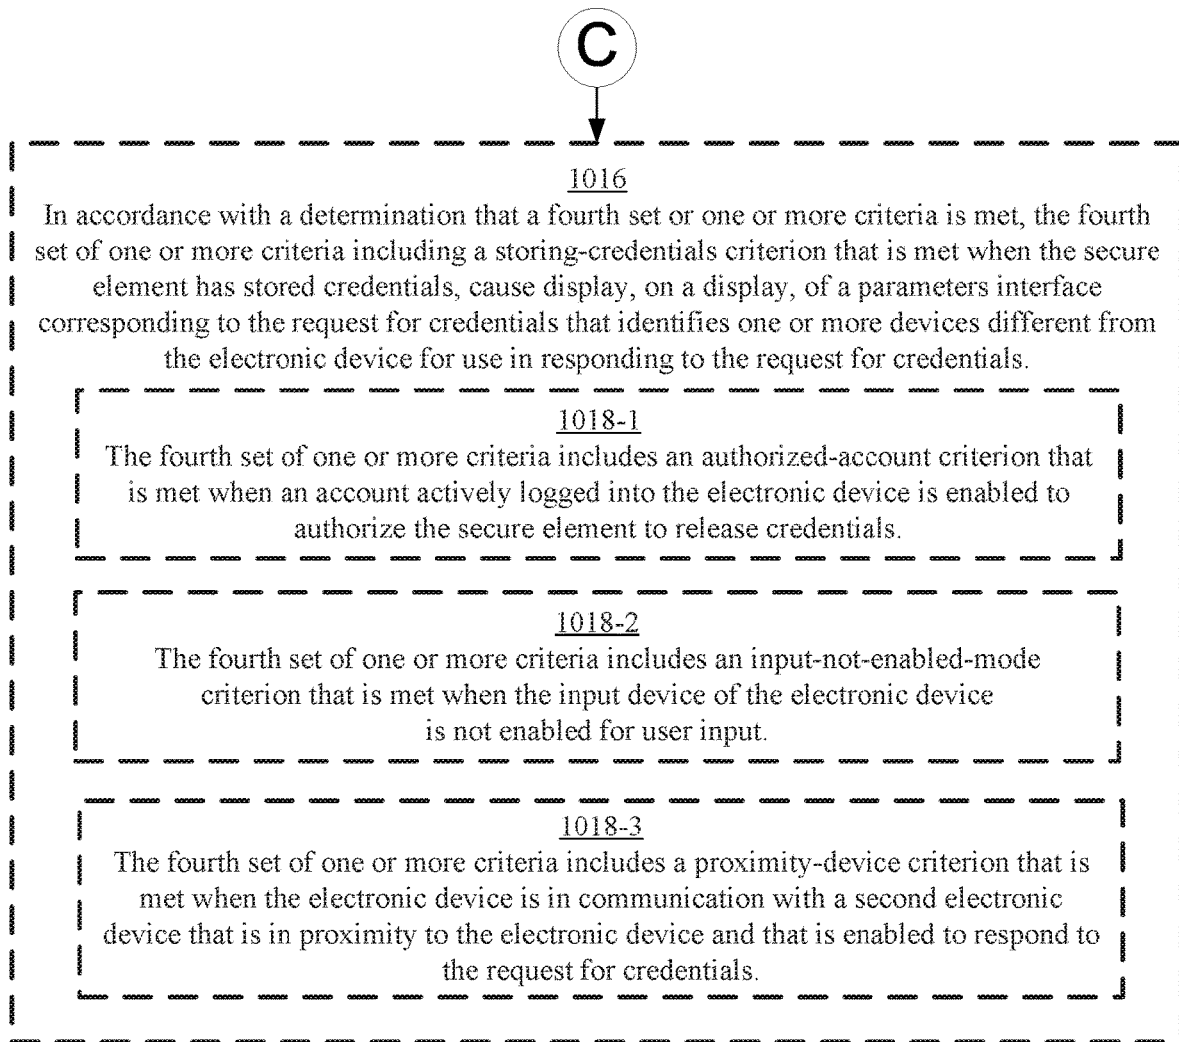 C
1016
In accordance with a determination that a fourth set or one or more criteria is met, the fourth
set of one or more criteria including a storing-credentials criterion that is met when the secure
element has stored credentials, cause display, on a display, of a parameters interface
corresponding to the request for credentials that identifies one or more devices different from
the electronic device for use in responding to the request for credentials.
1018-1
The fourth set of one or more criteria includes an authorized-account criterion that
is met when an account actively logged into the electronic device is enabled to
authorize the secure element to release credentials.
1018-2
The fourth set of one or more criteria includes an input-not-enabled-mode
criterion that is met when the input device of the electronic device
is not enabled for user input.
1018-3
The fourth set of one or more criteria includes a proximity-device criterion that is
met when the electronic device is in communication with a second electronic
device that is in proximity to the electronic device and that is enabled to respond to
the request for credentials.